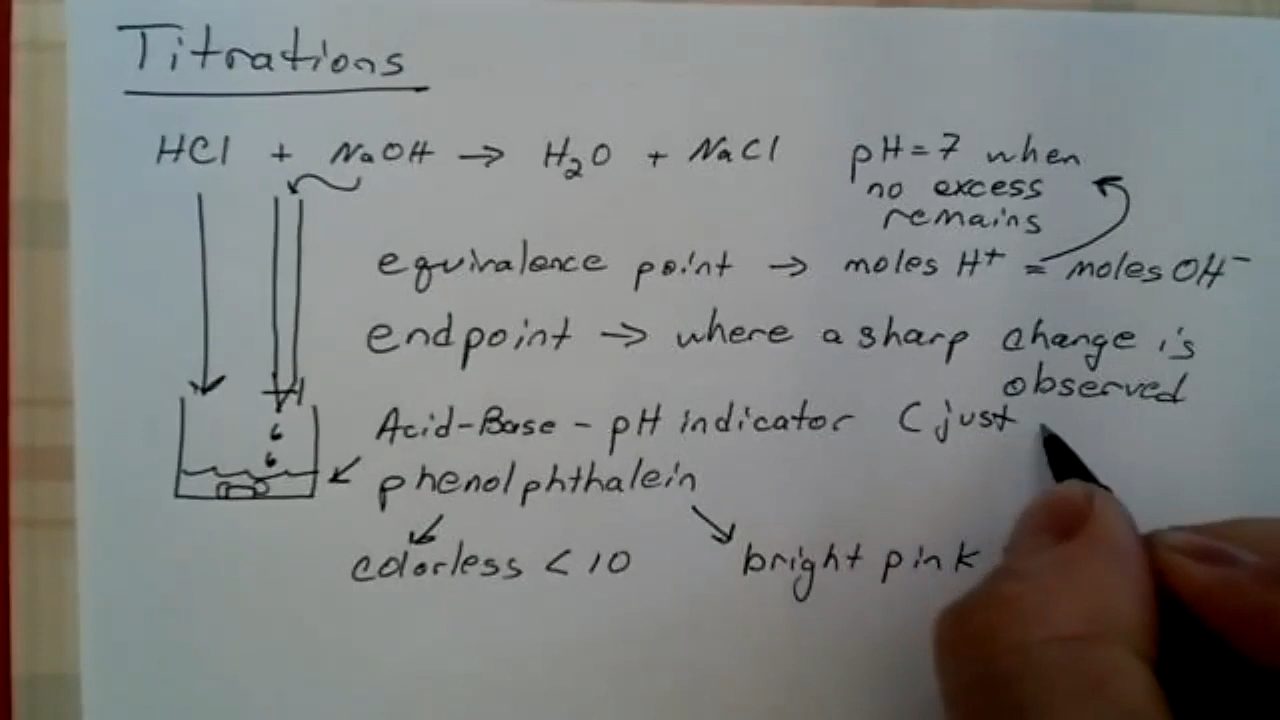 Titrations
HCl + NaOH → H₂O + NaCl
pH = 7 when
no excess
remains
equivalence point → moles H⁺ = moles OH⁻
endpoint → where a sharp change is
observed
Acid-Base - pH indicator (just
phenolphthalein
colorless < 10
bright pink